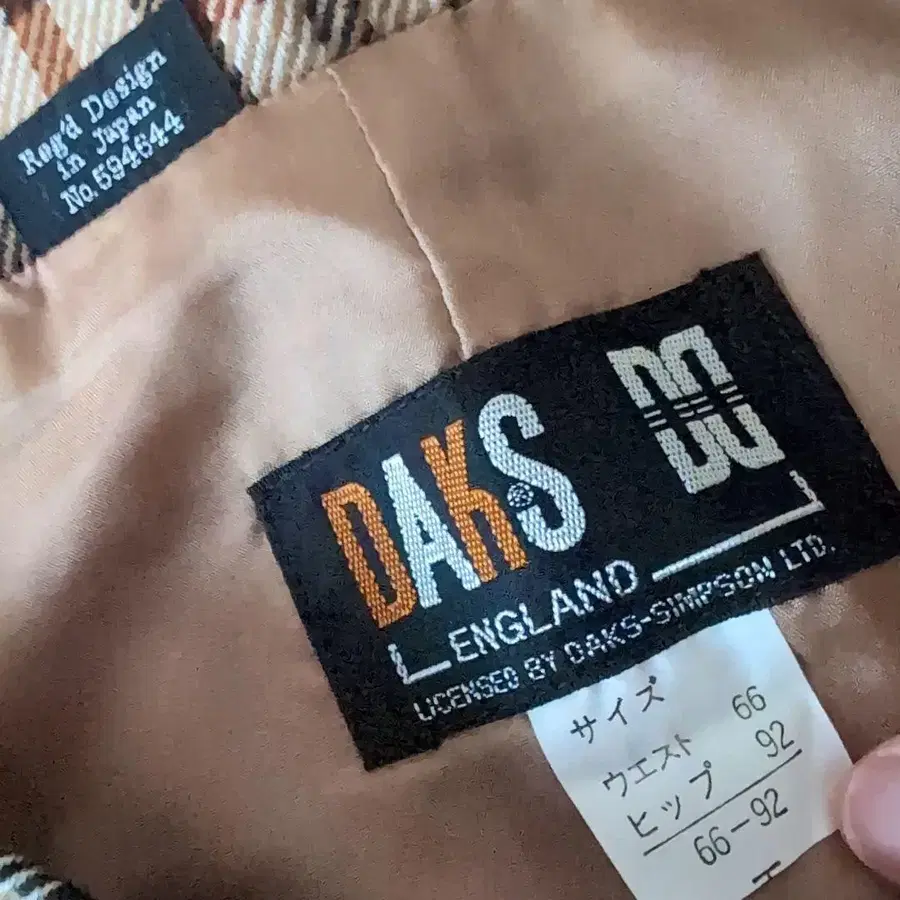 Reg'd Design
in Japan
No.594644
DAKS®
ENGLAND
LICENSED BY DAKS-SIMPSON LTD.
サイズ
ウエスト 66
ヒップ 92
66-92